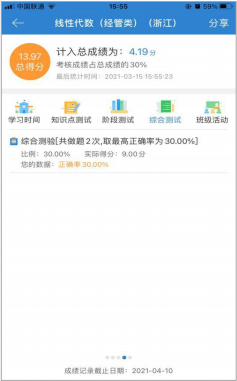 中国联通 15:55 59%
线性代数（经管类）（浙江） 分享
13.97
总得分
计入总成绩为：4.19分
考核成绩占总成绩的30%
最后统计时间：2021-03-15 15:55:23
学习时间 知识点测试 阶段测试 综合测试 班级活动
综合测验[共做题2次,取最高正确率为30.00%]
比例：30.00% 实际得分：9.00分
您的数据：正确率30.00%
成绩记录截止日期：2021-04-10